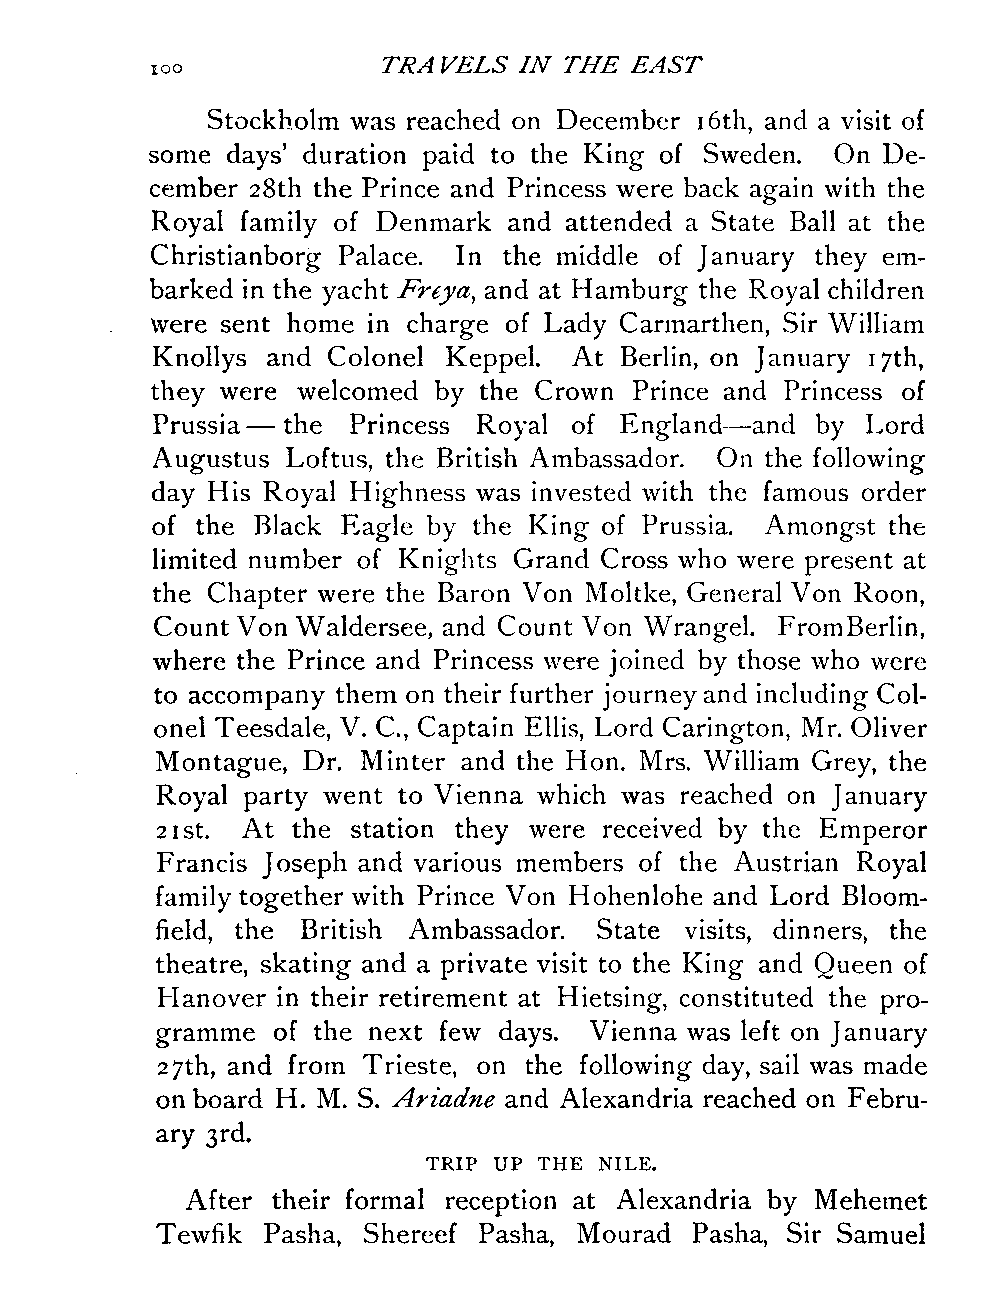 100 TRAVELS IN THE EAST
Stockholm was reached on December 16th, and a visit of
some days' duration paid to the King of Sweden. On De-
cember 28th the Prince and Princess were back again with the
Royal family of Denmark and attended a State Ball at the
Christianborg Palace. In the middle of January they em-
barked in the yacht Freya, and at Hamburg the Royal children
were sent home in charge of Lady Carmarthen, Sir William
Knollys and Colonel Keppel. At Berlin, on January 17th,
they were welcomed by the Crown Prince and Princess of
Prussia — the Princess Royal of England—and by Lord
Augustus Loftus, the British Ambassador. On the following
day His Royal Highness was invested with the famous order
of the Black Eagle by the King of Prussia. Amongst the
limited number of Knights Grand Cross who were present at
the Chapter were the Baron Von Moltke, General Von Roon,
Count Von Waldersee, and Count Von Wrangel. From Berlin,
where the Prince and Princess were joined by those who were
to accompany them on their further journey and including Col-
onel Teesdale, V. C., Captain Ellis, Lord Carington, Mr. Oliver
Montague, Dr. Minter and the Hon. Mrs. William Grey, the
Royal party went to Vienna which was reached on January
21st. At the station they were received by the Emperor
Francis Joseph and various members of the Austrian Royal
family together with Prince Von Hohenlohe and Lord Bloom-
field, the British Ambassador. State visits, dinners, the
theatre, skating and a private visit to the King and Queen of
Hanover in their retirement at Hietsing, constituted the pro-
gramme of the next few days. Vienna was left on January
27th, and from Trieste, on the following day, sail was made
on board H. M. S. Ariadne and Alexandria reached on Febru-
ary 3rd.
TRIP UP THE NILE.
After their formal reception at Alexandria by Mehemet
Tewfik Pasha, Shereef Pasha, Mourad Pasha, Sir Samuel